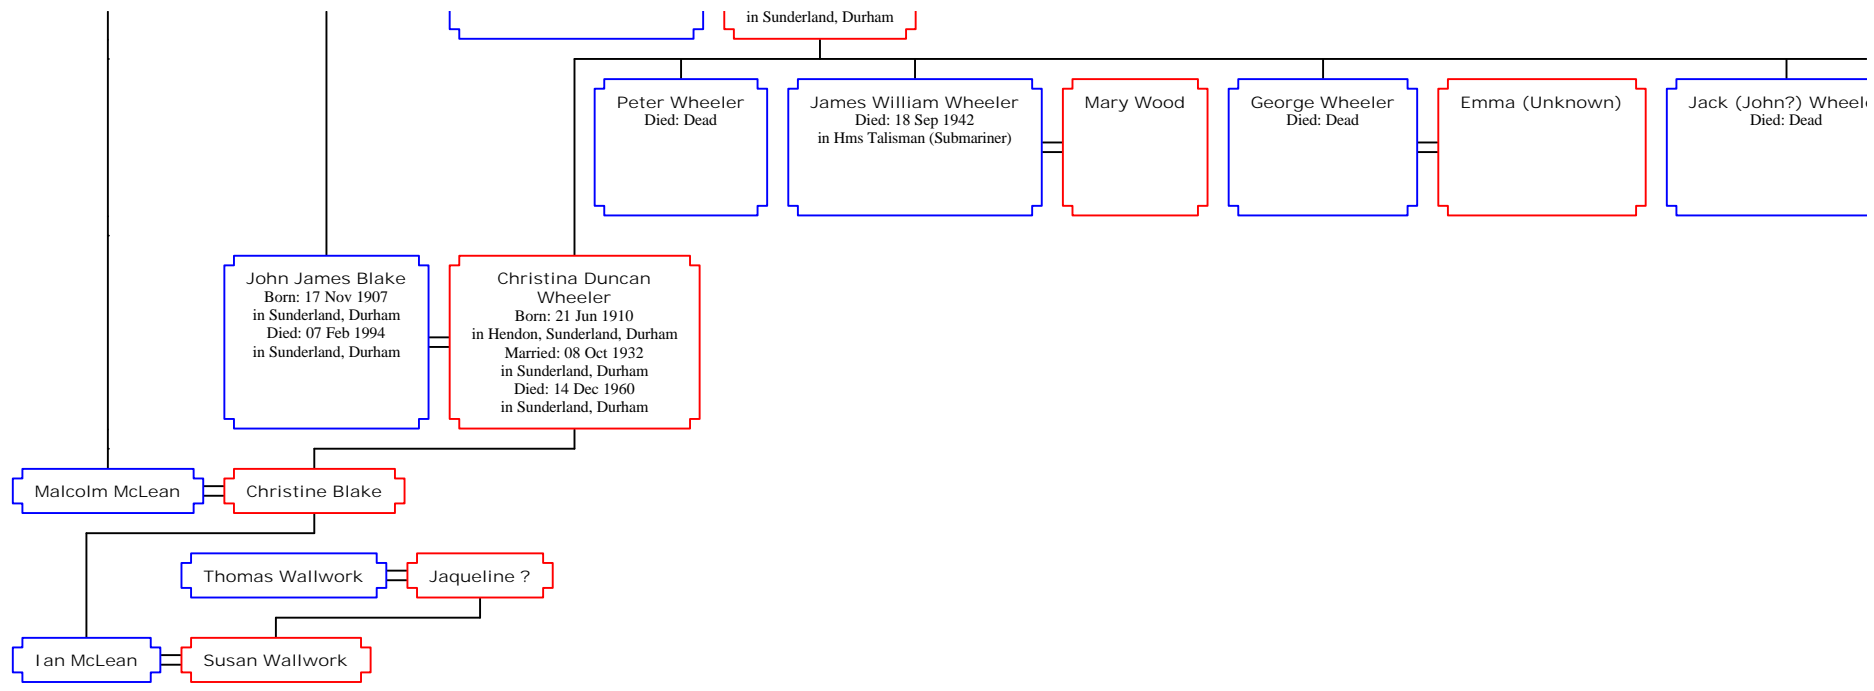 in Sunderland, Durham
Peter Wheeler
Died: Dead
James William Wheeler
Died: 18 Sep 1942
in Hms Talisman (Submariner)
Mary Wood
George Wheeler
Died: Dead
Emma (Unknown)
Jack (John?) Wheel
Died: Dead
John James Blake
Born: 17 Nov 1907
in Sunderland, Durham
Died: 07 Feb 1994
in Sunderland, Durham
Christina Duncan
Wheeler
Born: 21 Jun 1910
in Hendon, Sunderland, Durham
Married: 08 Oct 1932
in Sunderland, Durham
Died: 14 Dec 1960
in Sunderland, Durham
Malcolm McLean
Christine Blake
Thomas Wallwork
Jaqueline ?
Ian McLean
Susan Wallwork